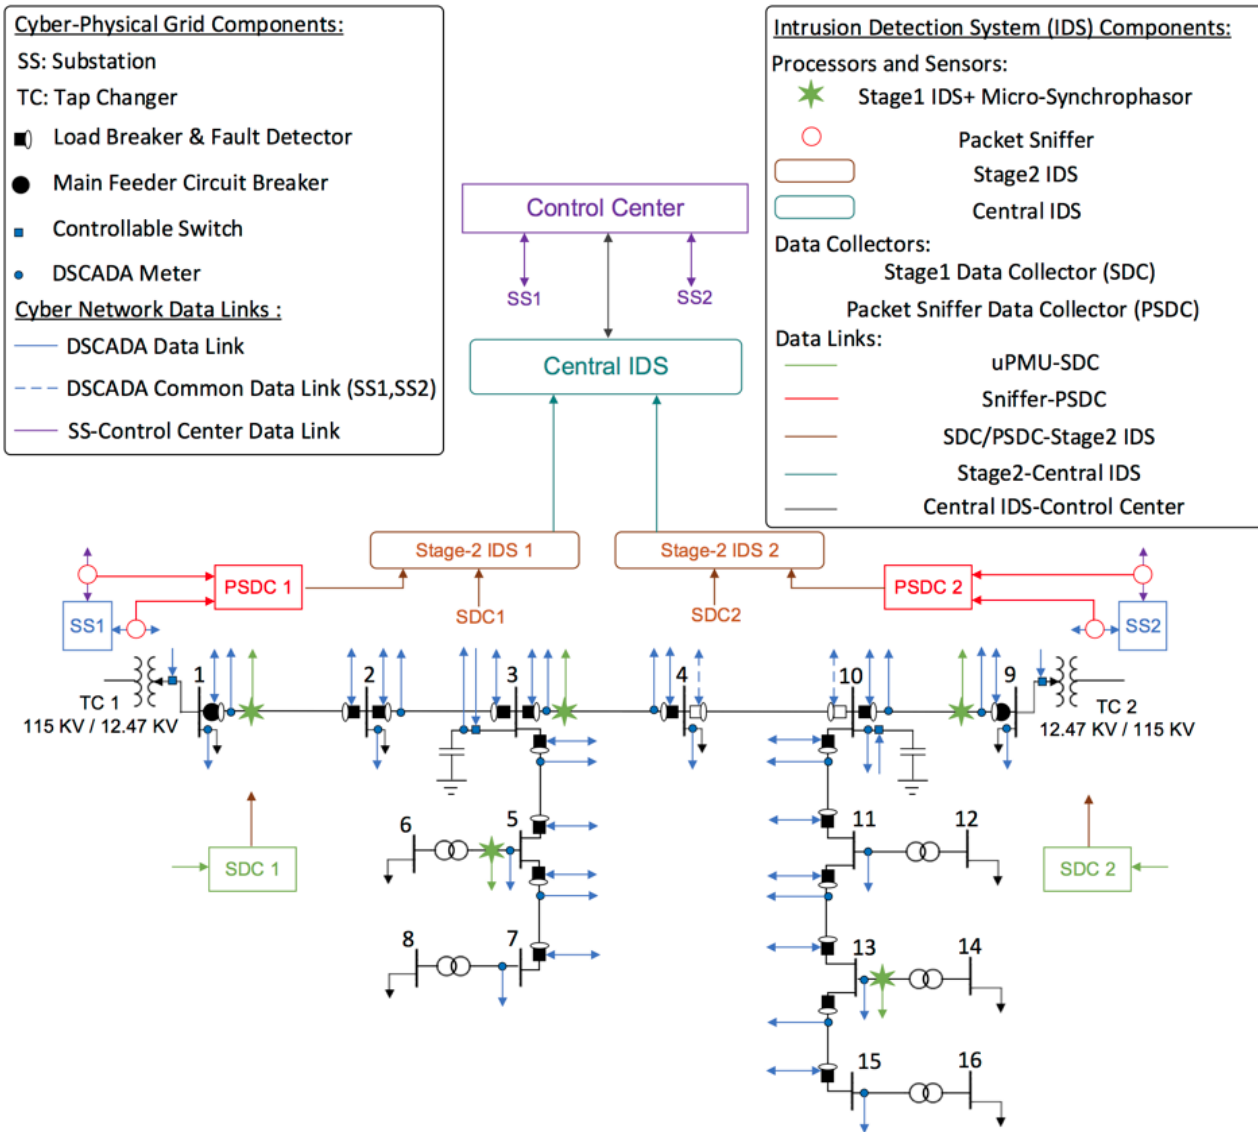 Cyber-Physical Grid Components:
SS: Substation
TC: Tap Changer
Load Breaker & Fault Detector
Main Feeder Circuit Breaker
Controllable Switch
DSCADA Meter
Cyber Network Data Links :
DSCADA Data Link
DSCADA Common Data Link (SS1,SS2)
SS-Control Center Data Link
Intrusion Detection System (IDS) Components:
Processors and Sensors:
Stage1 IDS+ Micro-Synchrophasor
Packet Sniffer
Stage2 IDS
Central IDS
Data Collectors:
Stage1 Data Collector (SDC)
Packet Sniffer Data Collector (PSDC)
Data Links:
uPMU-SDC
Sniffer-PSDC
SDC/PSDC-Stage2 IDS
Stage2-Central IDS
Central IDS-Control Center
Control Center
SS1
SS2
Central IDS
Stage-2 IDS 1
Stage-2 IDS 2
PSDC 1
PSDC 2
SDC1
SDC2
SS1
SS2
1
2
3
4
10
9
TC 1
115 KV / 12.47 KV
TC 2
12.47 KV / 115 KV
6
5
11
12
SDC 1
SDC 2
8
7
13
14
15
16